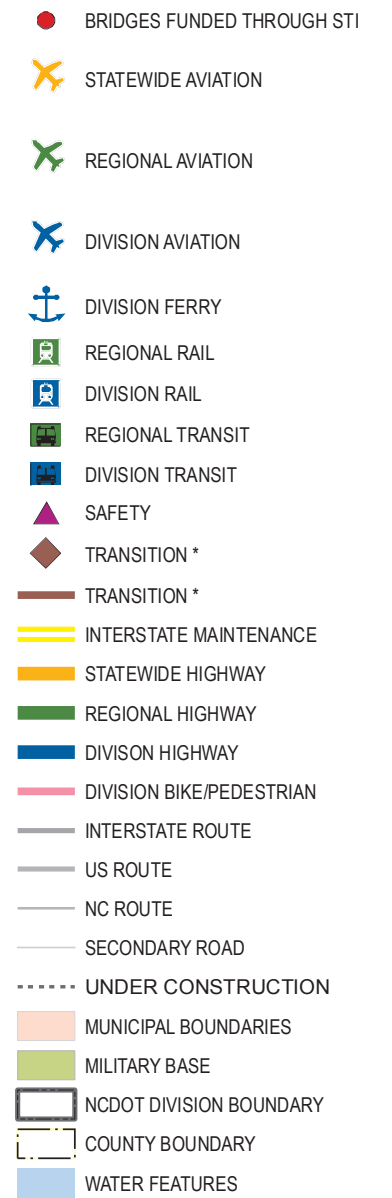 BRIDGES FUNDED THROUGH STI
STATEWIDE AVIATION
REGIONAL AVIATION
DIVISION AVIATION
DIVISION FERRY
REGIONAL RAIL
DIVISION RAIL
REGIONAL TRANSIT
DIVISION TRANSIT
SAFETY
TRANSITION *
TRANSITION *
INTERSTATE MAINTENANCE
STATEWIDE HIGHWAY
REGIONAL HIGHWAY
DIVISON HIGHWAY
DIVISION BIKE/PEDESTRIAN
INTERSTATE ROUTE
US ROUTE
NC ROUTE
SECONDARY ROAD
UNDER CONSTRUCTION
MUNICIPAL BOUNDARIES
MILITARY BASE
NCDOT DIVISION BOUNDARY
COUNTY BOUNDARY
WATER FEATURES